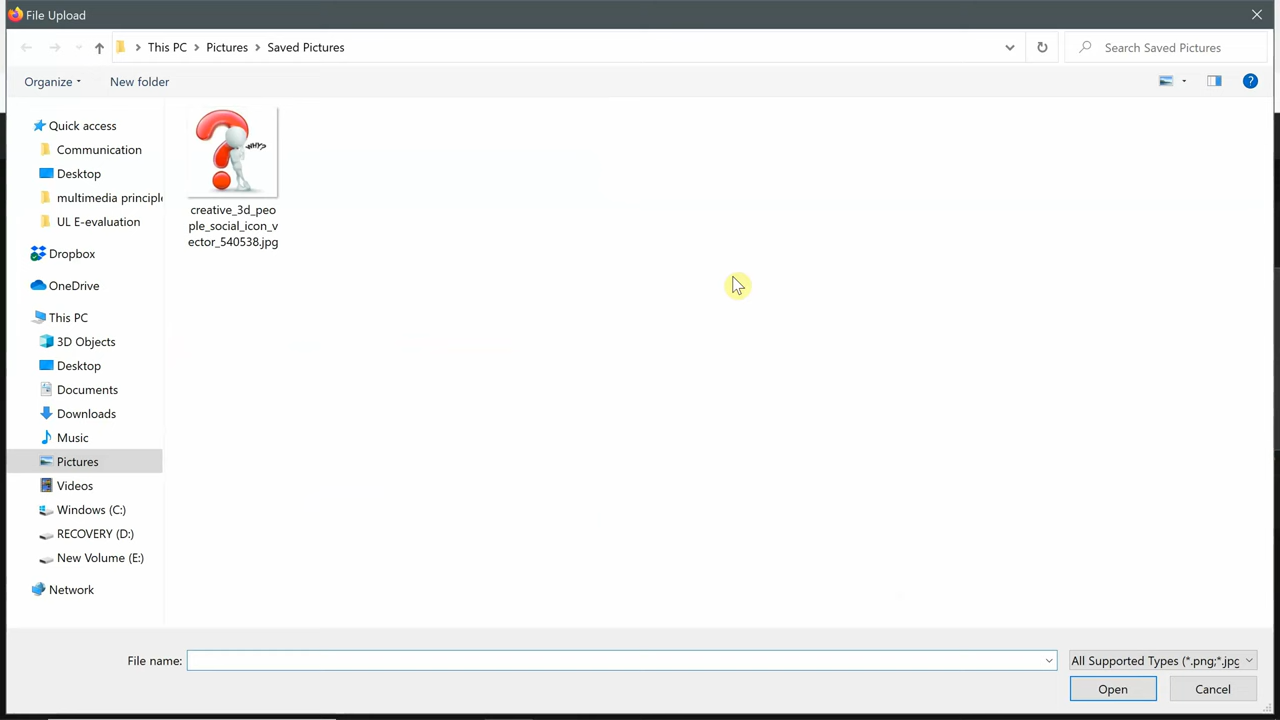 File Upload
This PC > Pictures > Saved Pictures
Search Saved Pictures
Organize
New folder
Quick access
Communication
Desktop
multimedia principle
UL E-evaluation
Dropbox
OneDrive
This PC
3D Objects
Desktop
Documents
Downloads
Music
Pictures
Videos
Windows (C:)
RECOVERY (D:)
New Volume (E:)
Network
WHY?
creative_3d_peo
ple_social_icon_v
ector_540538.jpg
File name:
All Supported Types (*.png;*.jpg
Open
Cancel